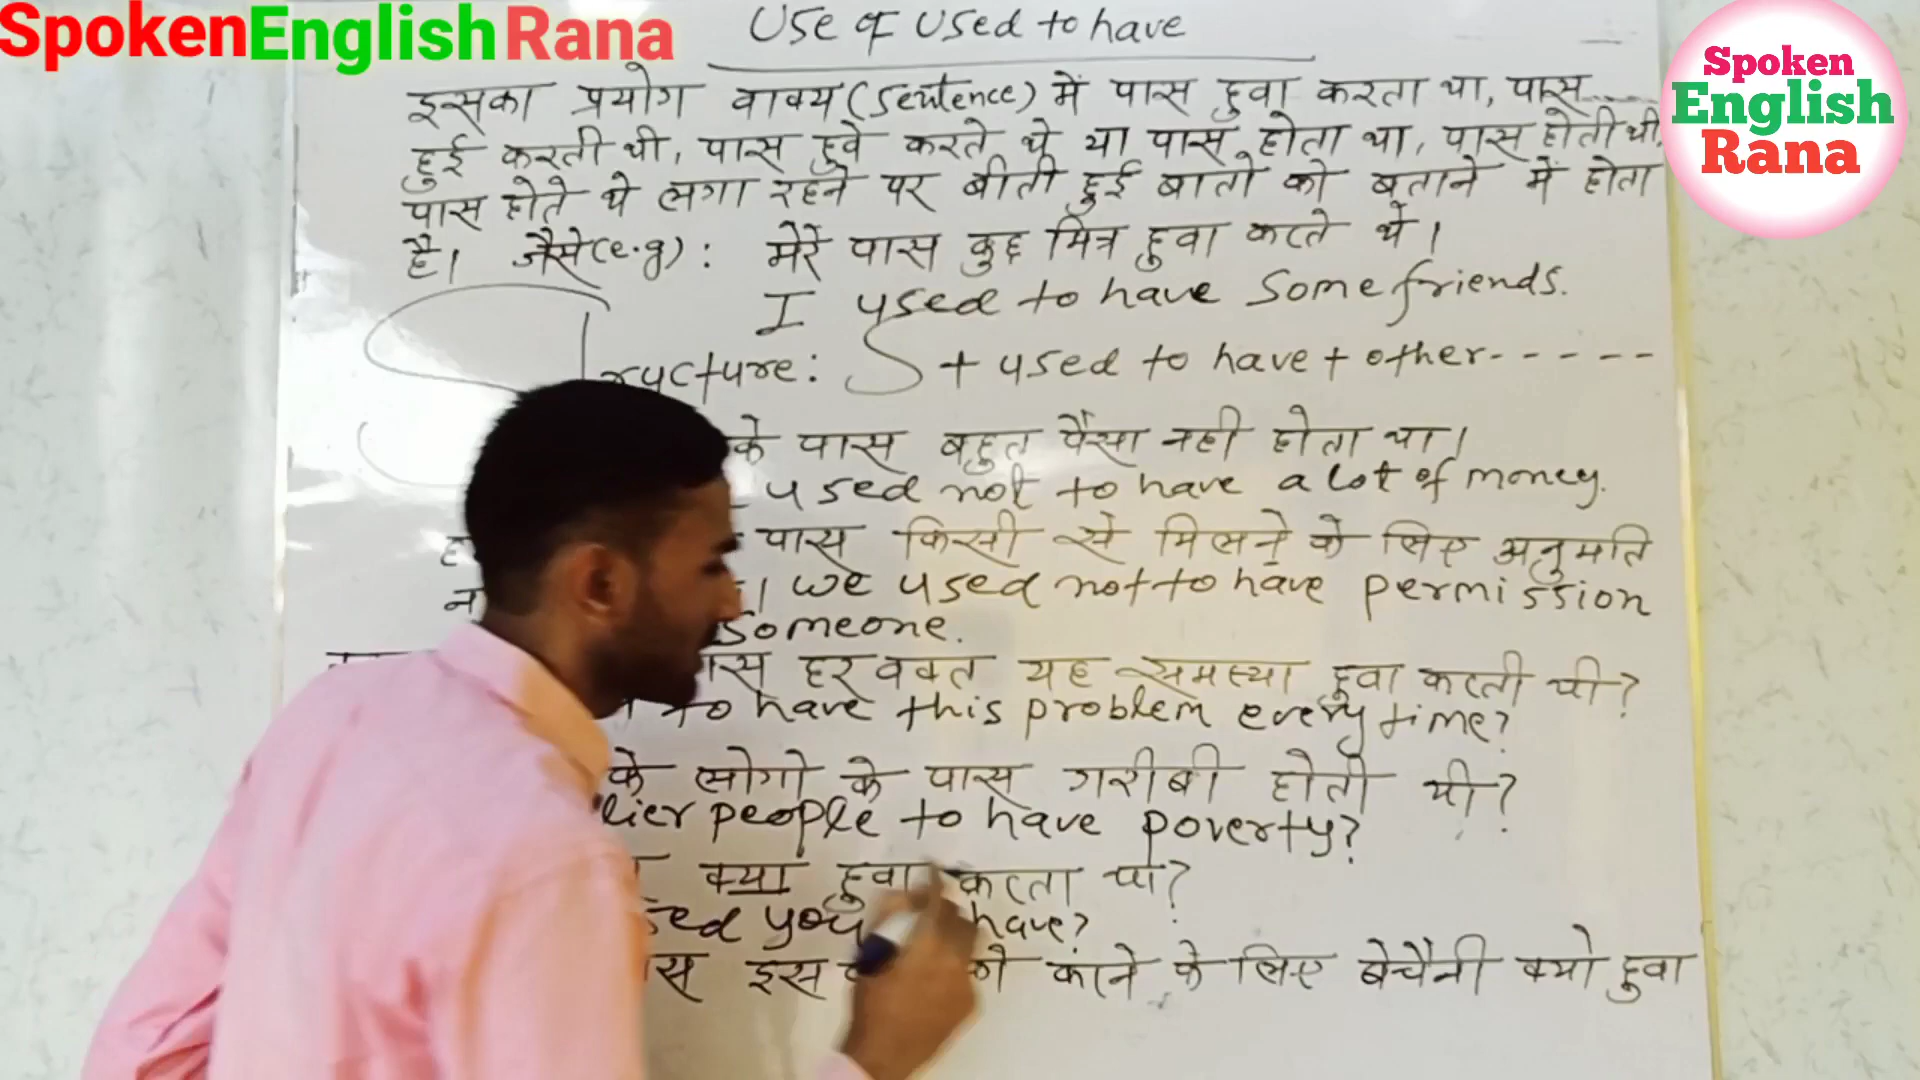 SpokenEnglish Rana
Spoken
English
Rana
Use of used to have
इसका प्रयोग वाक्य (sentence) में पास हुवा करता था, पास
हुई करती थी, पास हुवे करते थे या पास होता था, पास होती थी,
पास होते थे लगा रहने पर बीती हुई बातो को बताने में होता
है। जैसे (e.g) : मेरे पास कुछ मित्र हुवा करते थे।
I used to have some friends.
Structure: S + used to have + other-----
के पास बहुत पैसा नही होता था।
used not to have a lot of money.
पास किसी से मिलने के लिए अनुमति
we used not to have permission
someone.
हर वक्त यह समस्या हुवा करती थी?
to have this problem every time?
के लोगो के पास गरीबी होती थी?
people to have poverty?
क्या हुवा करता था?
you have?
इस को करने के लिए बेचैनी क्यो हुवा